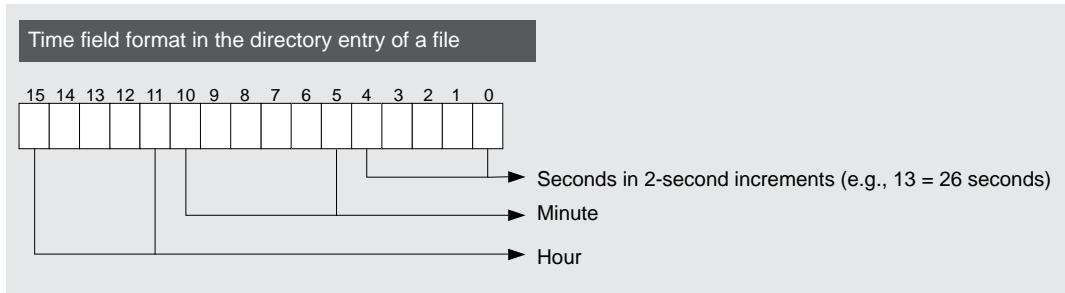 Time field format in the directory entry of a file
15 14 13 12 11 10 9 8 7 6 5 4 3 2 1 0
Seconds in 2-second increments (e.g., 13 = 26 seconds)
Minute
Hour